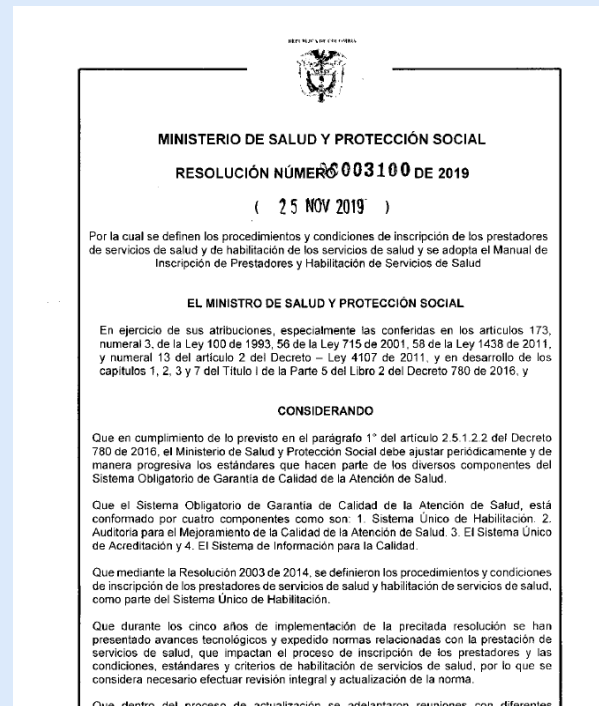 REPÚBLICA DE COLOMBIA
MINISTERIO DE SALUD Y PROTECCIÓN SOCIAL
RESOLUCIÓN NÚMERO 003100 DE 2019
( 25 NOV 2019 )
Por la cual se definen los procedimientos y condiciones de inscripción de los prestadores
de servicios de salud y de habilitación de los servicios de salud y se adopta el Manual de
Inscripción de Prestadores y Habilitación de Servicios de Salud
EL MINISTRO DE SALUD Y PROTECCIÓN SOCIAL
En ejercicio de sus atribuciones, especialmente las conferidas en los artículos 173,
numeral 3, de la Ley 100 de 1993, 56 de la Ley 715 de 2001, 58 de la Ley 1438 de 2011,
y numeral 13 del artículo 2 del Decreto – Ley 4107 de 2011, y en desarrollo de los
capítulos 1, 2, 3 y 7 del Título I de la Parte 5 del Libro 2 del Decreto 780 de 2016, y
CONSIDERANDO
Que en cumplimiento de lo previsto en el parágrafo 1° del artículo 2.5.1.2.2 del Decreto
780 de 2016, el Ministerio de Salud y Protección Social debe ajustar periódicamente y de
manera progresiva los estándares que hacen parte de los diversos componentes del
Sistema Obligatorio de Garantía de Calidad de la Atención de Salud.
Que el Sistema Obligatorio de Garantía de Calidad de la Atención de Salud, está
conformado por cuatro componentes como son: 1. Sistema Único de Habilitación. 2.
Auditoria para el Mejoramiento de la Calidad de la Atención de Salud. 3. El Sistema Único
de Acreditación y 4. El Sistema de Información para la Calidad.
Que mediante la Resolución 2003 de 2014, se definieron los procedimientos y condiciones
de inscripción de los prestadores de servicios de salud y habilitación de servicios de salud,
como parte del Sistema Único de Habilitación.
Que durante los cinco años de implementación de la precitada resolución se han
presentado avances tecnológicos y expedido normas relacionadas con la prestación de
servicios de salud, que impactan el proceso de inscripción de los prestadores y las
condiciones, estándares y criterios de habilitación de servicios de salud, por lo que se
considera necesario efectuar revisión integral y actualización de la norma.
Que dentro del proceso de actualización se adelantaron reuniones con diferentes